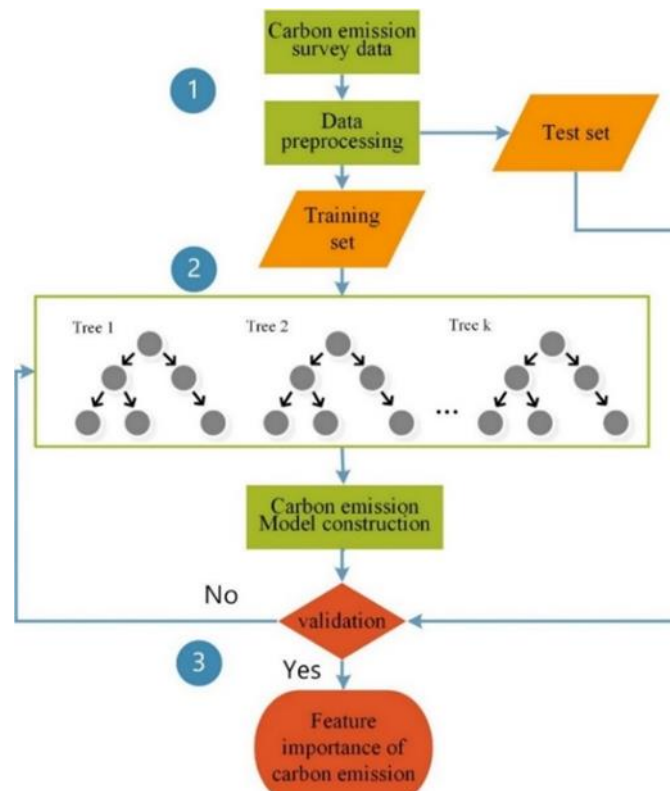 Carbon emission
survey data
1
Data
preprocessing
Test set
Training
set
2
Tree 1
Tree 2
Tree k
...
Carbon emission
Model construction
No
validation
3
Yes
Feature
importance of
carbon emission